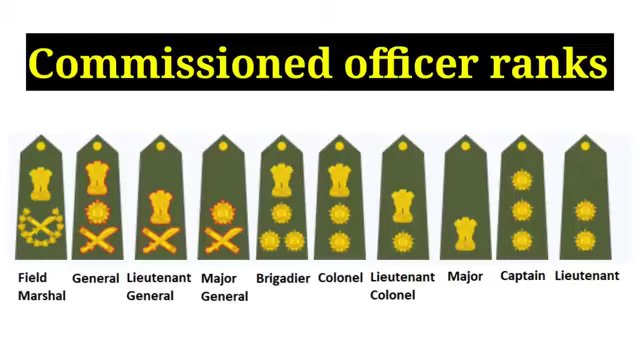 Commissioned officer ranks
Field Marshal
General
Lieutenant General
Major General
Brigadier
Colonel
Lieutenant Colonel
Major
Captain
Lieutenant